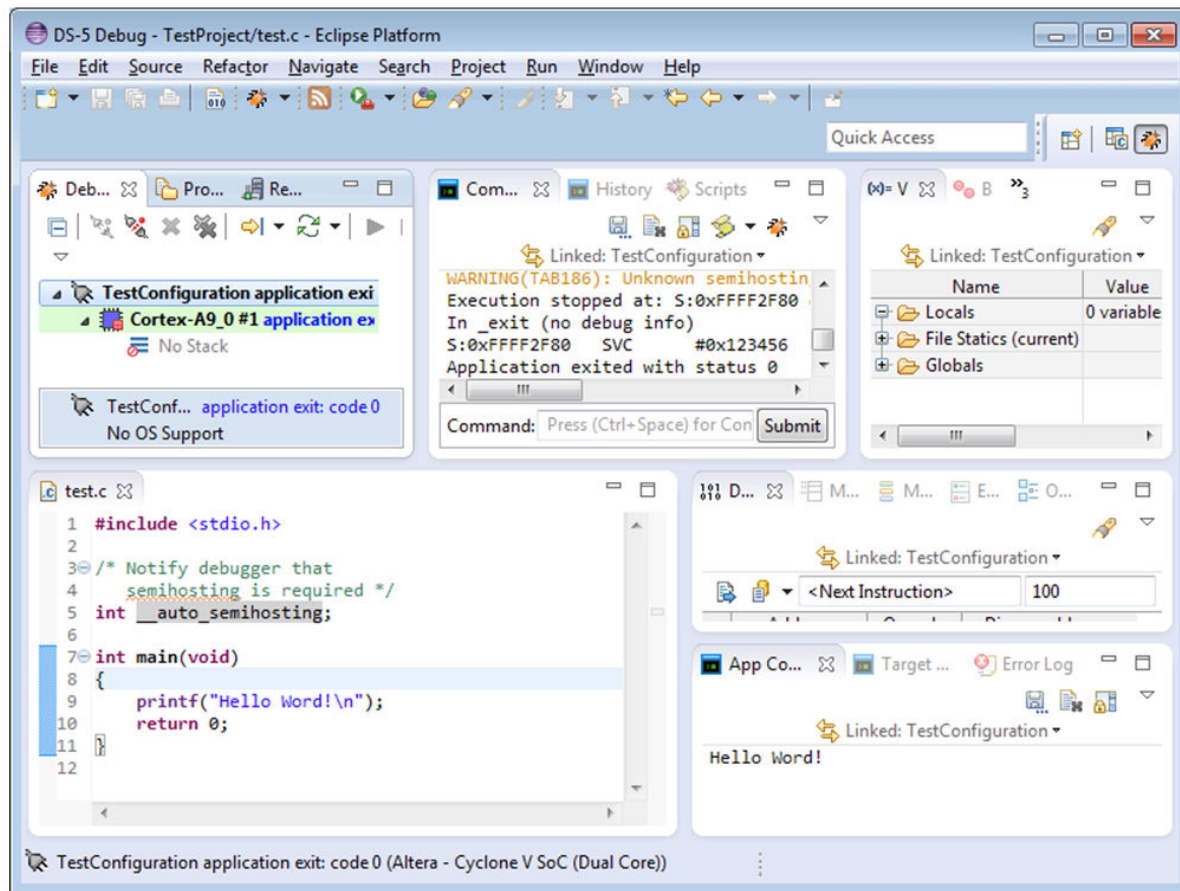 DS-5 Debug - TestProject/test.c - Eclipse Platform
File Edit Source Refactor Navigate Search Project Run Window Help
Quick Access
Deb... Pro... Re...
TestConfiguration application exi
Cortex-A9_0 #1 application ex
No Stack
TestConf... application exit: code 0
No OS Support
Com... History Scripts
Linked: TestConfiguration
WARNING(TAB186): Unknown semihostin
Execution stopped at: S:0xFFFF2F80
In _exit (no debug info)
S:0xFFFF2F80 SVC #0x123456
Application exited with status 0
Command: Press (Ctrl+Space) for Con Submit
(x)= V B 3
Linked: TestConfiguration
Name Value
Locals 0 variable
File Statics (current)
Globals
test.c
1 #include <stdio.h>
2
3 /* Notify debugger that
4 semihosting is required */
5 int __auto_semihosting;
6
7 int main(void)
8 {
9 printf("Hello Word!\n");
10 return 0;
11 }
12
D... M... M... E... O...
Linked: TestConfiguration
<Next Instruction> 100
App Co... Target ... Error Log
Linked: TestConfiguration
Hello Word!
TestConfiguration application exit: code 0 (Altera - Cyclone V SoC (Dual Core))